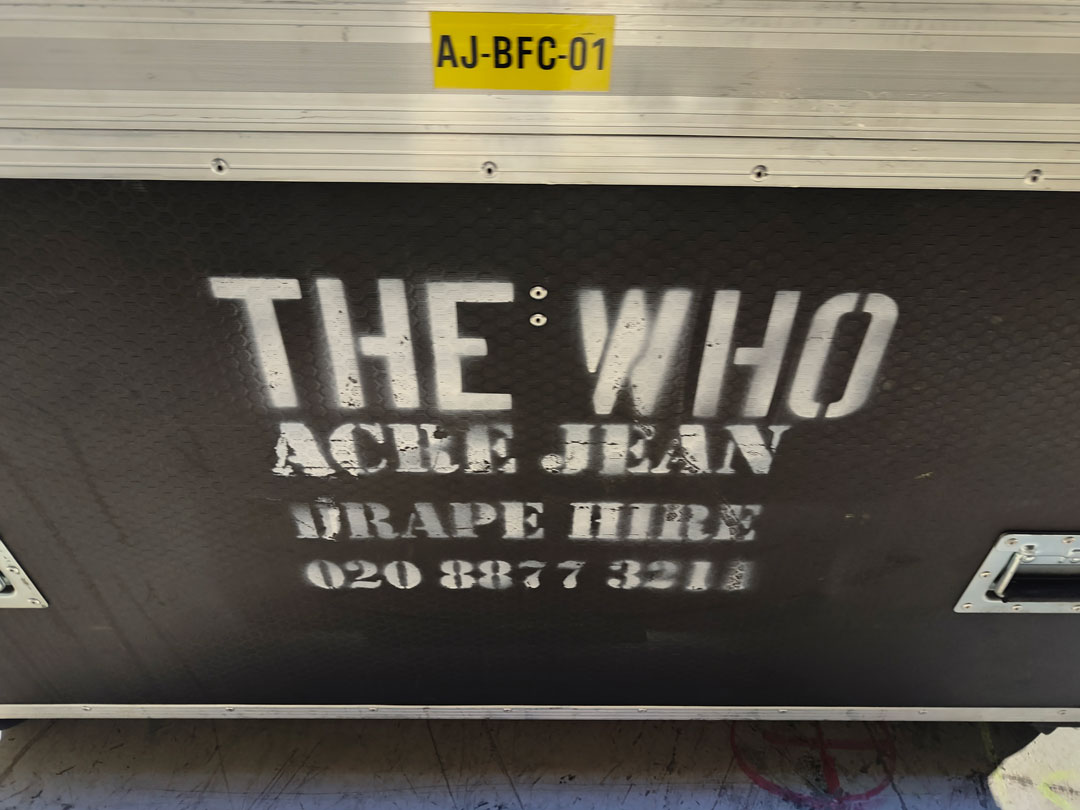 AJ-BFC-01
THE WHO
ACRE JEAN
DRAPE HIRE
020 8877 3211